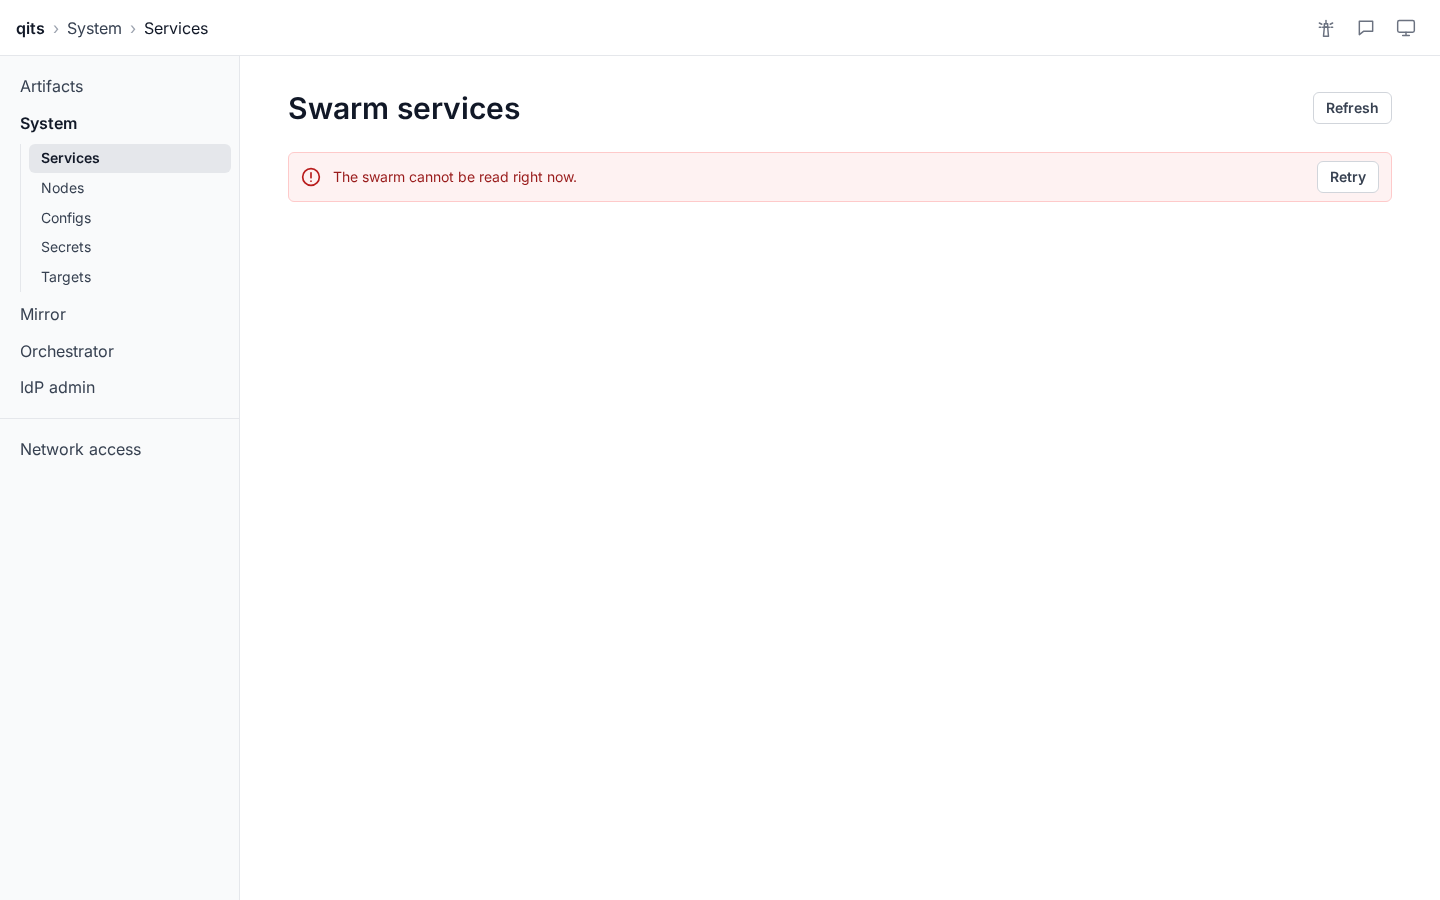 qits › System › Services
Artifacts
System
Services
Nodes
Configs
Secrets
Targets
Mirror
Orchestrator
IdP admin
Network access
Swarm services
Refresh
The swarm cannot be read right now.
Retry